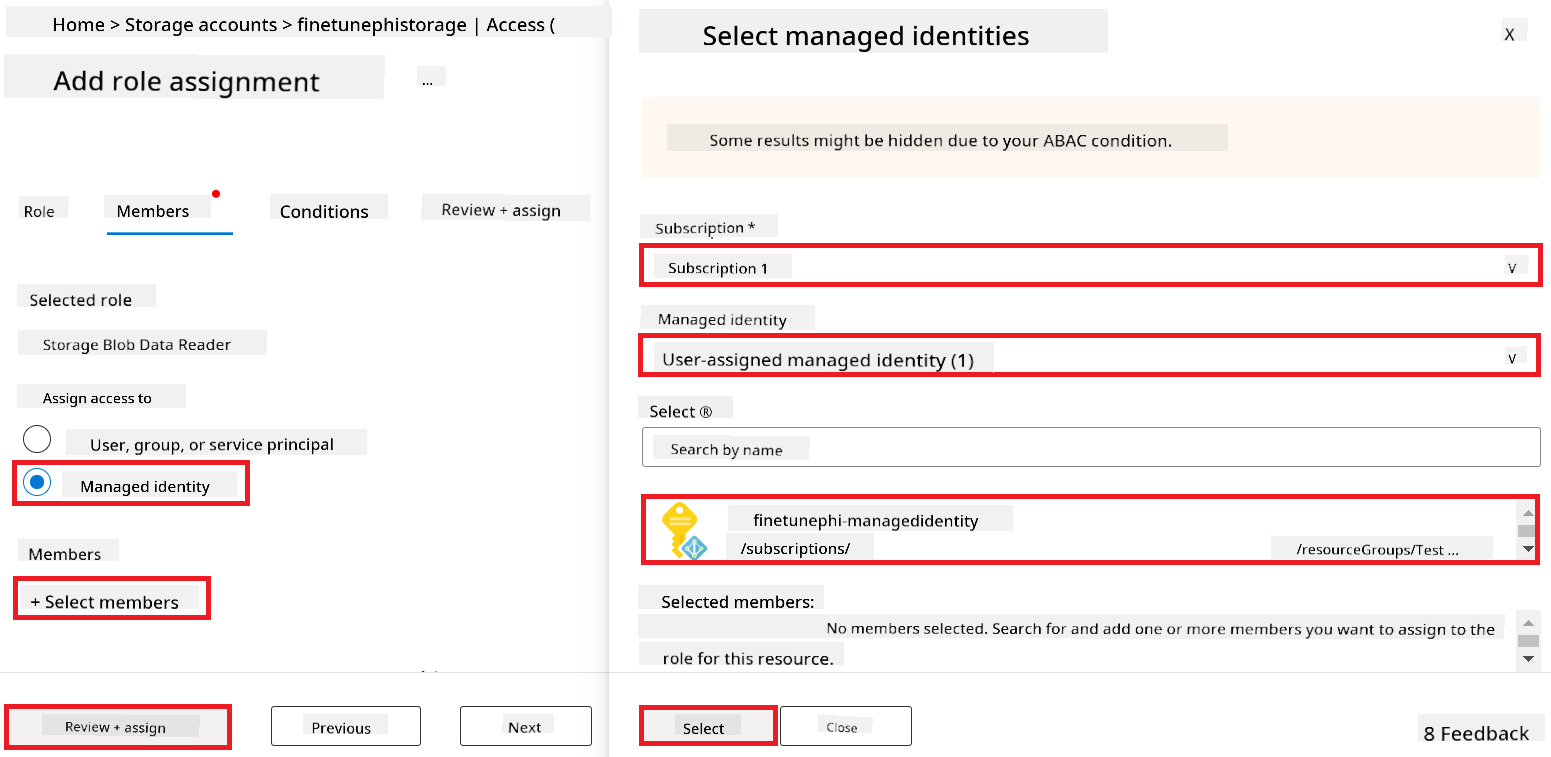 Home > Storage accounts > finetunephistorage | Access (
Add role assignment
...
Role
Members
Conditions
Review + assign
Selected role
Storage Blob Data Reader
Assign access to
User, group, or service principal
Managed identity
Members
+ Select members
Review + assign
Previous
Next
Select managed identities
X
Some results might be hidden due to your ABAC condition.
Subscription *
Subscription 1
v
Managed identity
User-assigned managed identity (1)
v
Select ®
Search by name
finetunephi-managedidentity
/subscriptions/ /resourceGroups/Test ...
Selected members:
No members selected. Search for and add one or more members you want to assign to the
role for this resource.
Select
Close
8 Feedback